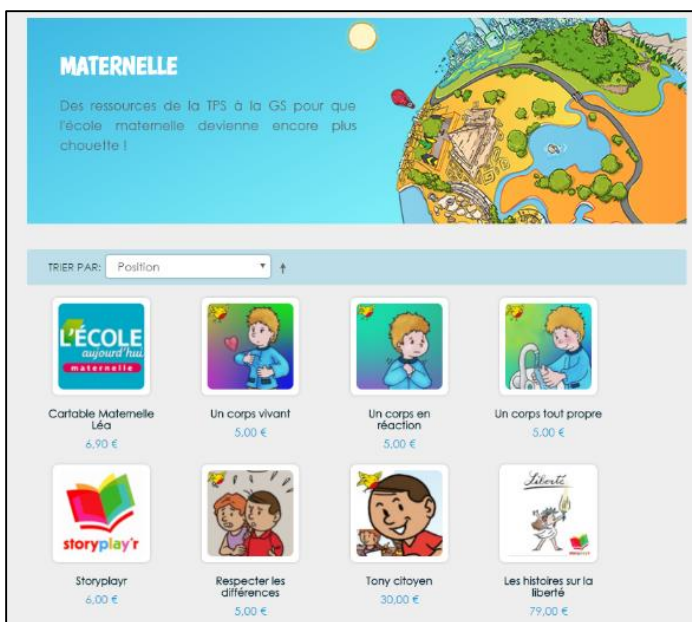 MATERNELLE
Des ressources de la TPS à la GS pour que
l'école maternelle devienne encore plus
chouette !
TRIER PAR: Position
L'ÉCOLE
aujourd'hui
maternelle
Cartable Maternelle
Léa
6,90 €
Un corps vivant
5,00 €
Un corps en
réaction
5,00 €
Un corps tout propre
5,00 €
storyplay'r
Storyplayr
6,00 €
Respecter les
différences
5,00 €
Tony citoyen
30,00 €
Liberté
Les histoires sur la
liberté
79,00 €